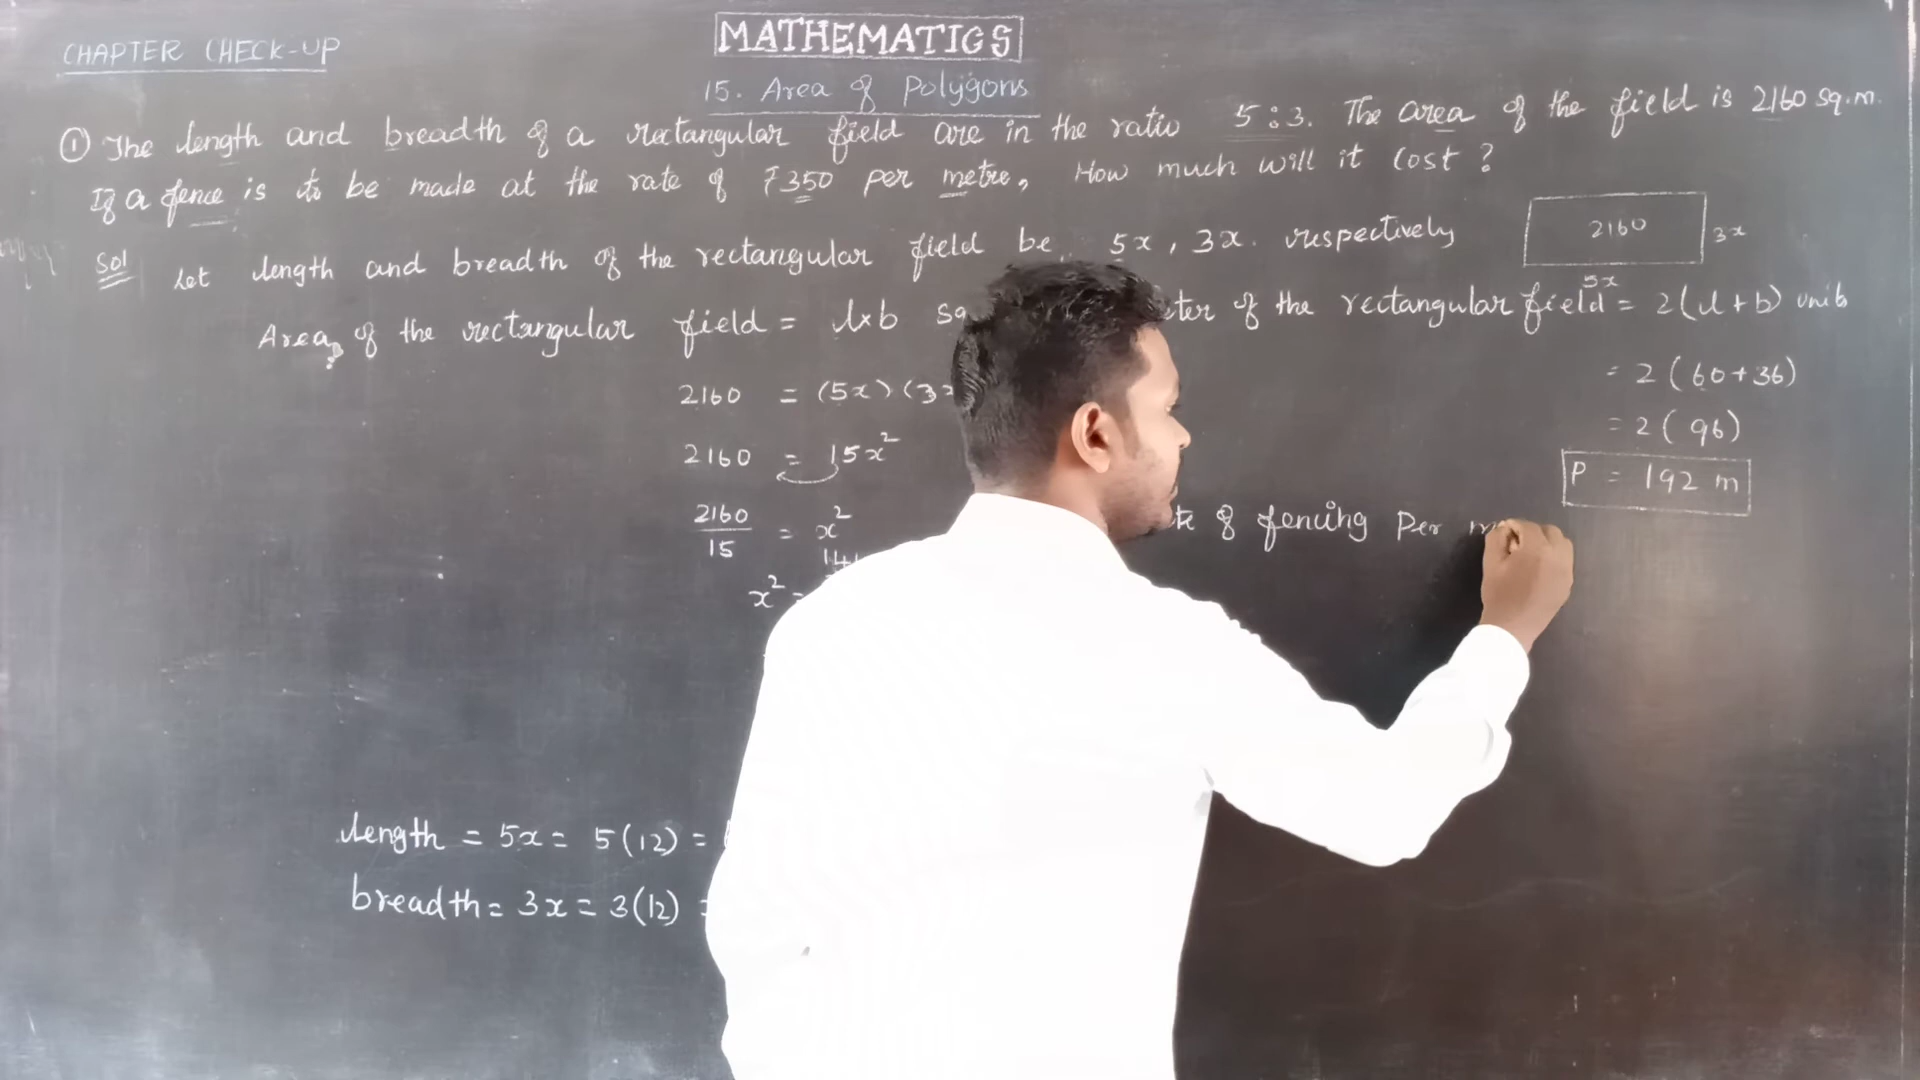 CHAPTER CHECK-UP
MATHEMATICS
15. Area of Polygons
① The length and breadth of a rectangular field are in the ratio 5:3. The area of the field is 2160 sq.m.
If a fence is to be made at the rate of ₹350 per metre, How much will it cost?
Sol Let length and breadth of the rectangular field be 5x, 3x. respectively
2160
3x
5x
Area of the rectangular field = l×b
2160 = (5x)(3
2160 = 15x²
2160/15 = x²
x² =
length = 5x = 5(12) =
breadth = 3x = 3(12) =
of the rectangular field = 2(l+b) units
= 2(60+36)
= 2(96)
P = 192 m
of fencing Per